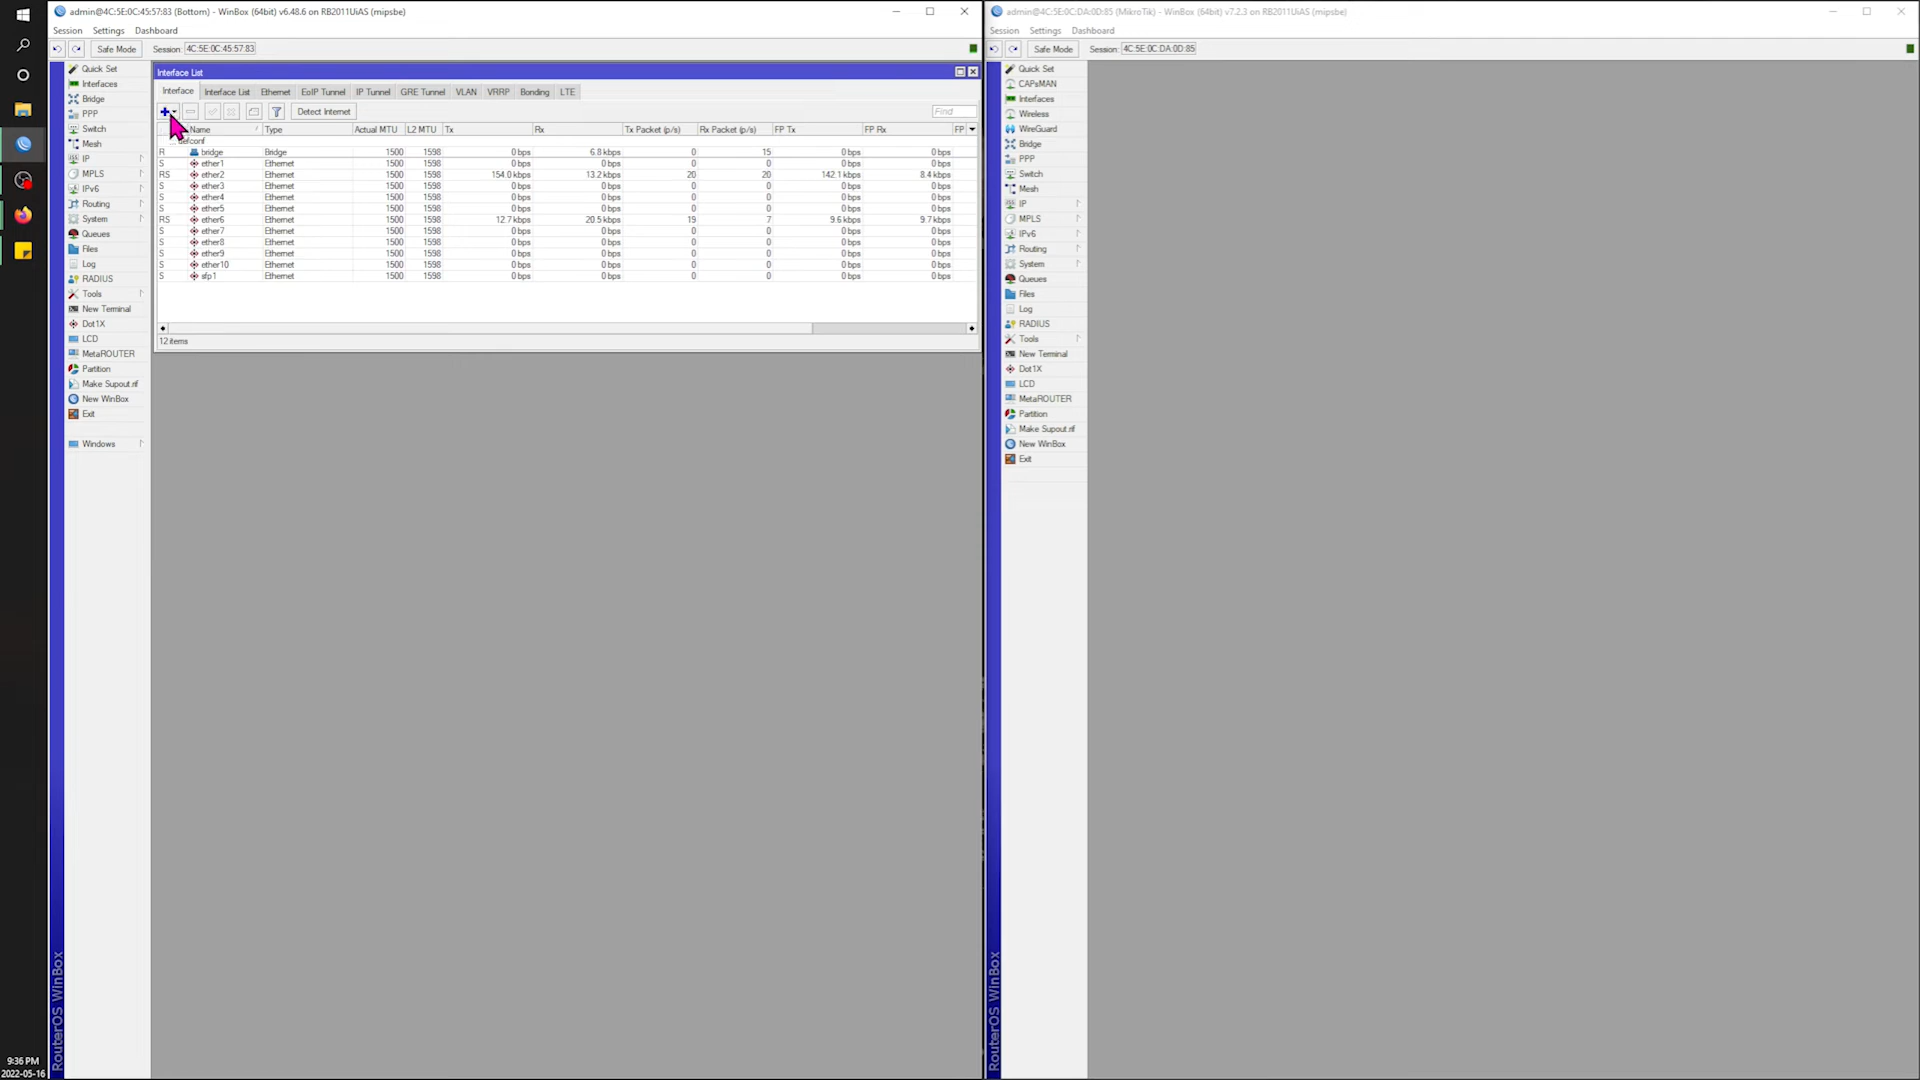 admin@4C:5E:0C:45:57:83 (Bottom) - WinBox (64bit) v6.48.6 on RB2011UiAS (mipsbe)
Session Settings Dashboard
Safe Mode Session: 4C:5E:0C:45:57:83
Quick Set
Interfaces
Bridge
PPP
Switch
Mesh
IP
MPLS
IPv6
Routing
System
Queues
Files
Log
RADIUS
Tools
New Terminal
Dot1X
LCD
MetaROUTER
Partition
Make Supout.rif
New WinBox
Exit
Windows
RouterOS WinBox
Interface List
Interface Interface List Ethernet EoIP Tunnel IP Tunnel GRE Tunnel VLAN VRRP Bonding LTE
Detect Internet Find
Name Type Actual MTU L2 MTU Tx Rx Tx Packet (p/s) Rx Packet (p/s) FP Tx FP Rx FP
defconf
R bridge Bridge 1500 1598 0 bps 6.8 kbps 0 15 0 bps 0 bps
S ether1 Ethernet 1500 1598 0 bps 0 bps 0 0 0 bps 0 bps
RS ether2 Ethernet 1500 1598 154.0 kbps 13.2 kbps 20 20 142.1 kbps 8.4 kbps
S ether3 Ethernet 1500 1598 0 bps 0 bps 0 0 0 bps 0 bps
S ether4 Ethernet 1500 1598 0 bps 0 bps 0 0 0 bps 0 bps
S ether5 Ethernet 1500 1598 0 bps 0 bps 0 0 0 bps 0 bps
RS ether6 Ethernet 1500 1598 12.7 kbps 20.5 kbps 19 7 9.6 kbps 9.7 kbps
S ether7 Ethernet 1500 1598 0 bps 0 bps 0 0 0 bps 0 bps
S ether8 Ethernet 1500 1598 0 bps 0 bps 0 0 0 bps 0 bps
S ether9 Ethernet 1500 1598 0 bps 0 bps 0 0 0 bps 0 bps
S ether10 Ethernet 1500 1598 0 bps 0 bps 0 0 0 bps 0 bps
S sfp1 Ethernet 1500 1598 0 bps 0 bps 0 0 0 bps 0 bps
12 items
admin@4C:5E:0C:DA:0D:85 (MikroTik) - WinBox (64bit) v7.2.3 on RB2011UiAS (mipsbe)
Session Settings Dashboard
Safe Mode Session: 4C:5E:0C:DA:0D:85
Quick Set
CAPsMAN
Interfaces
Wireless
WireGuard
Bridge
PPP
Switch
Mesh
IP
MPLS
IPv6
Routing
System
Queues
Files
Log
RADIUS
Tools
New Terminal
Dot1X
LCD
MetaROUTER
Partition
Make Supout.rif
New WinBox
Exit
RouterOS WinBox
9:36 PM
2022-05-16